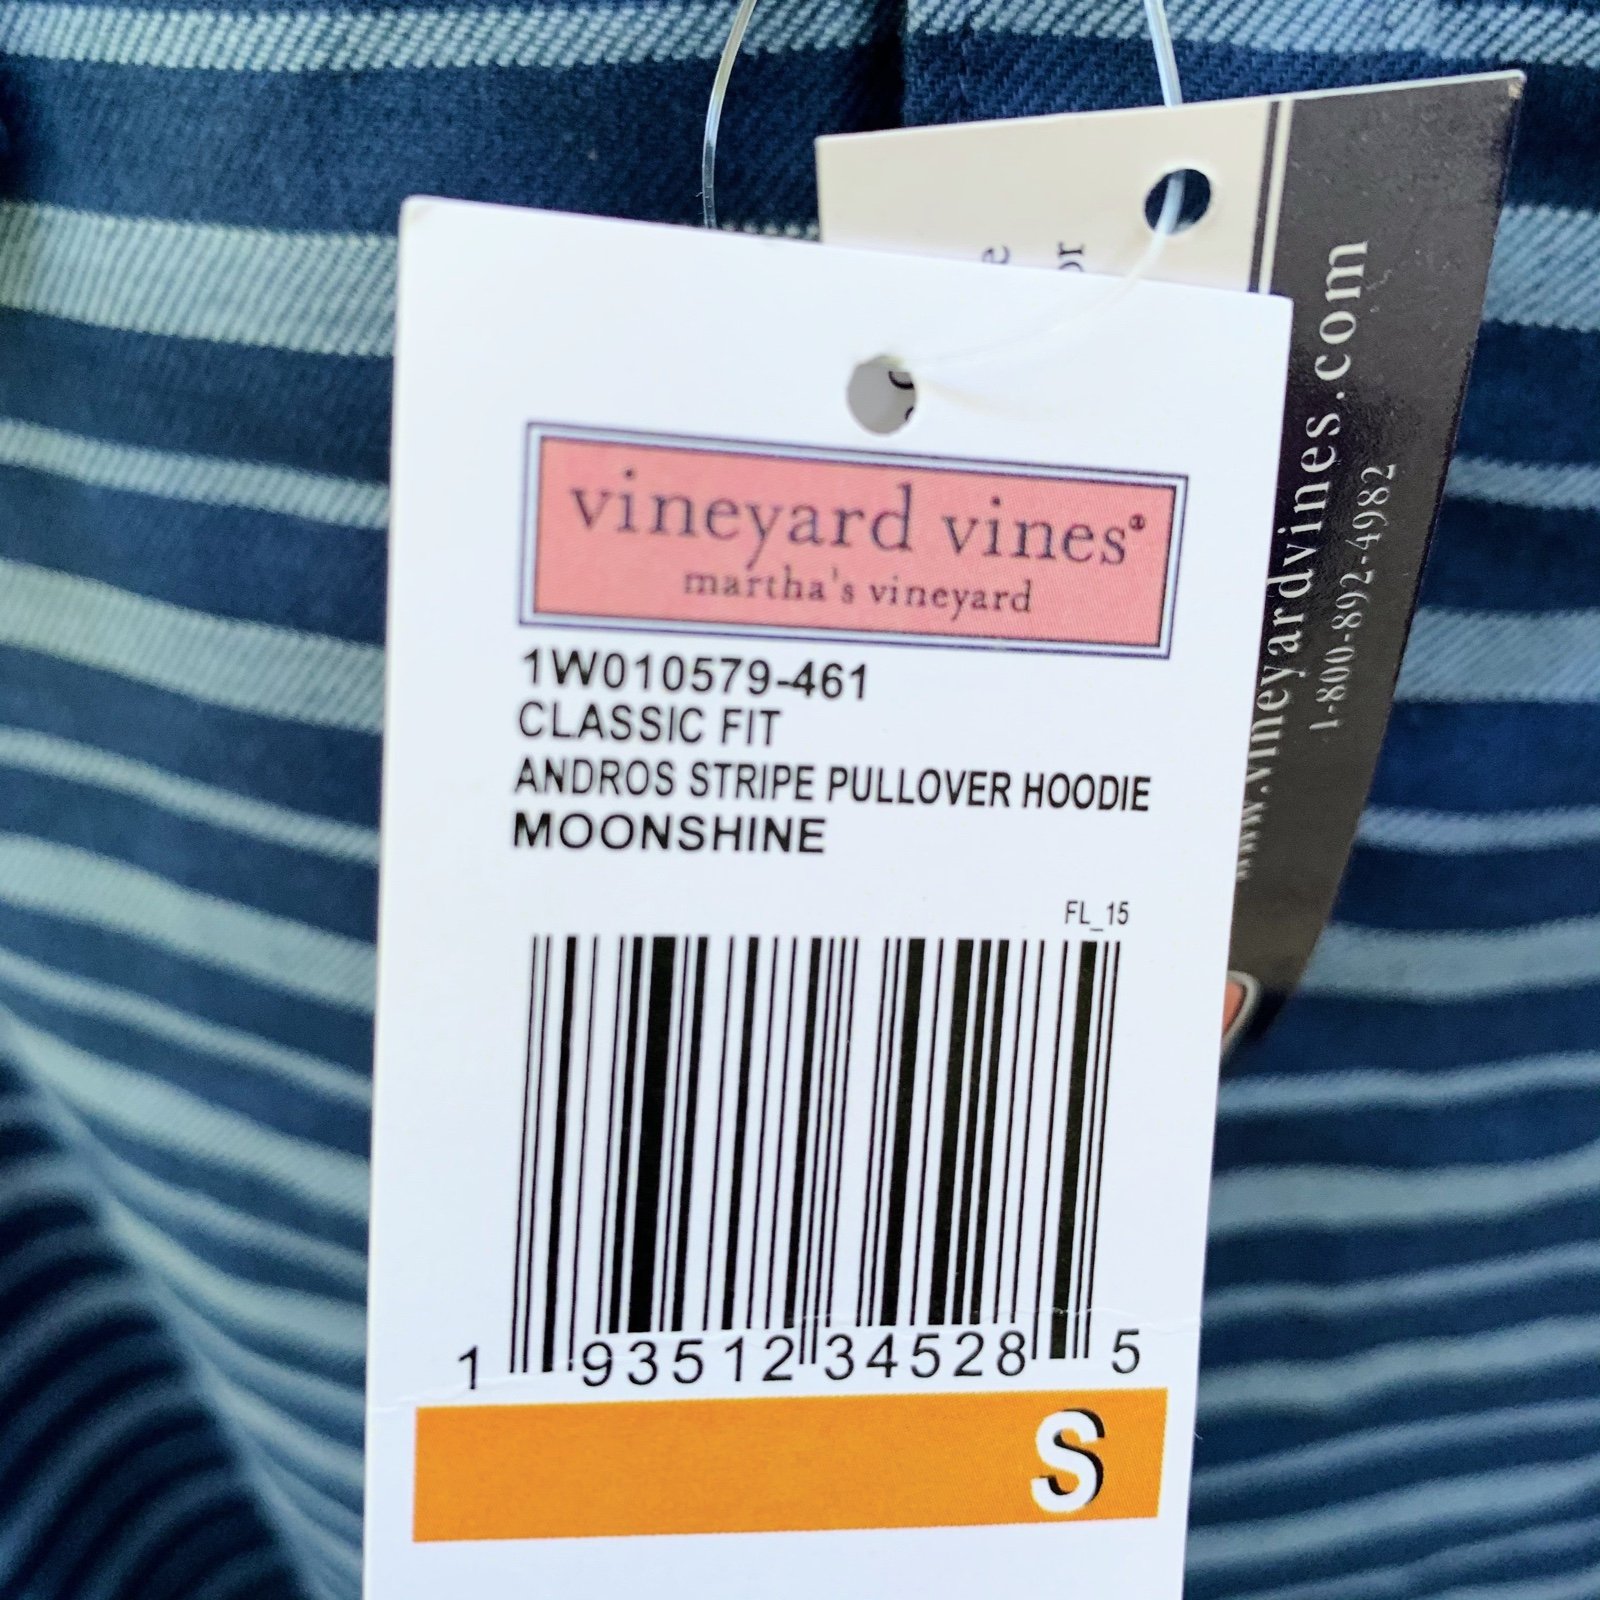 vineyard vines®
martha's vineyard
1W010579-461
CLASSIC FIT
ANDROS STRIPE PULLOVER HOODIE
MOONSHINE
FL_15
1 93512 34528 5
S
www.vineyardvines.com
1-800-892-4982